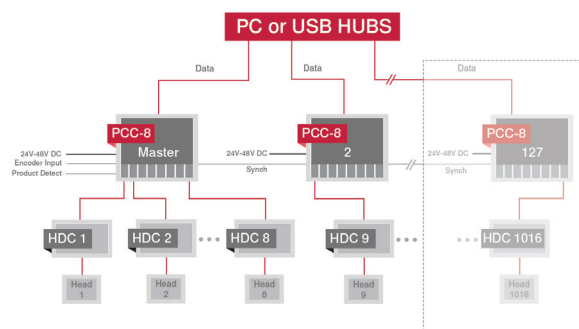 PC or USB HUBS
Data
Data
Data
PCC-8
Master
PCC-8
2
PCC-8
127
24V-48V DC
Encoder Input
Product Detect
24V-48V DC
Synch
24V-48V DC
Synch
HDC 1
HDC 2
HDC 8
HDC 9
HDC 1016
Head
1
Head
2
Head
8
Head
9
Head
1016